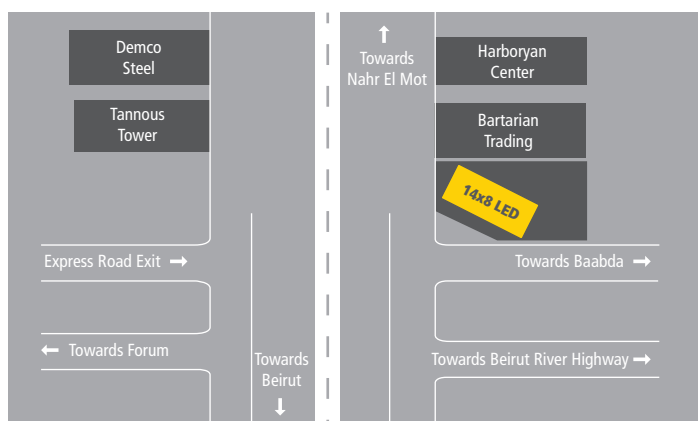 Demco
Steel
Tannous
Tower
Express Road Exit →
← Towards Forum
Towards
Beirut
↓
↑
Towards
Nahr El Mot
Harboryan
Center
Bartarian
Trading
14x8 LED
Towards Baabda →
Towards Beirut River Highway →